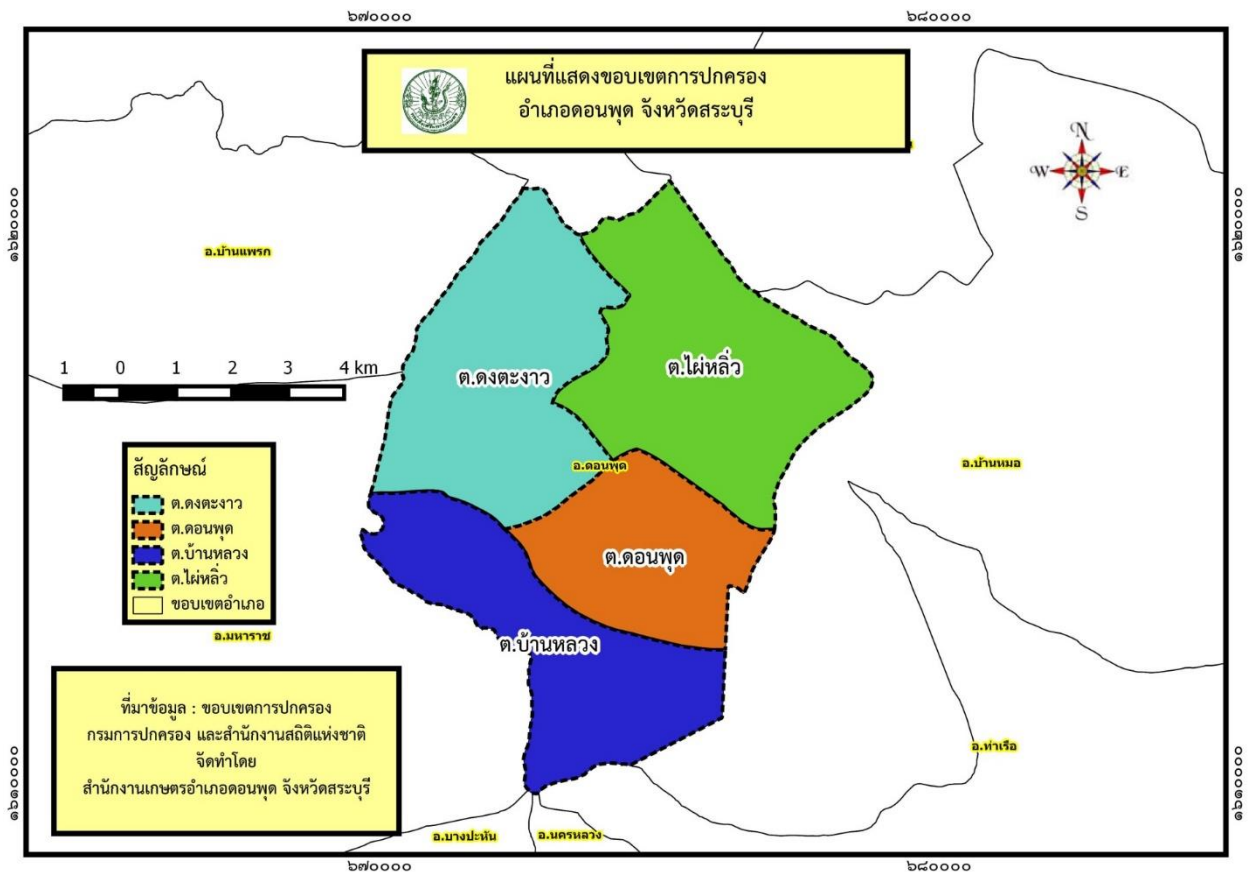 ๖๗๐๐๐๐
๖๘๐๐๐๐
แผนที่แสดงขอบเขตการปกครอง
อำเภอดอนพุด จังหวัดสระบุรี
N
W
E
S
๑๖๒๐๐๐๐
๑๖๒๐๐๐๐
อ.บ้านแพรก
1 0 1 2 3 4 km
ต.ดงตะงาว
ต.ไผ่หลิ่ว
อ.ดอนพุด
อ.บ้านหมอ
สัญลักษณ์
ต.ดงตะงาว
ต.ดอนพุด
ต.บ้านหลวง
ต.ไผ่หลิ่ว
ขอบเขตอำเภอ
ต.ดอนพุด
อ.มหาราช
ต.บ้านหลวง
ที่มาข้อมูล : ขอบเขตการปกครอง
กรมการปกครอง และสำนักงานสถิติแห่งชาติ
จัดทำโดย
สำนักงานเกษตรอำเภอดอนพุด จังหวัดสระบุรี
อ.ท่าเรือ
๑๖๑๐๐๐๐
๑๖๑๐๐๐๐
อ.บางปะหัน
อ.นครหลวง
๖๗๐๐๐๐
๖๘๐๐๐๐